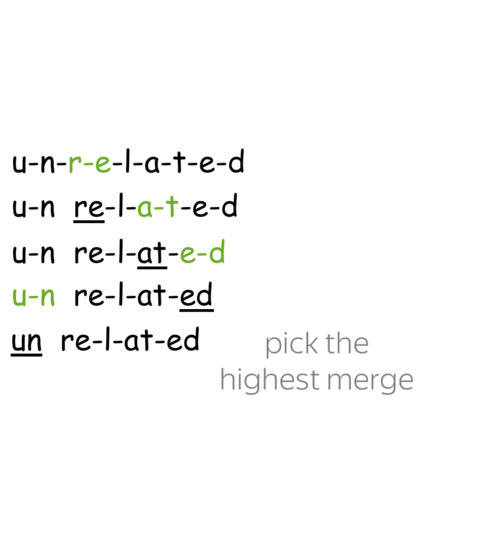 u-n-r-e-l-a-t-e-d
u-n re-l-a-t-e-d
u-n re-l-at-e-d
u-n re-l-at-ed
un re-l-at-ed
pick the
highest merge